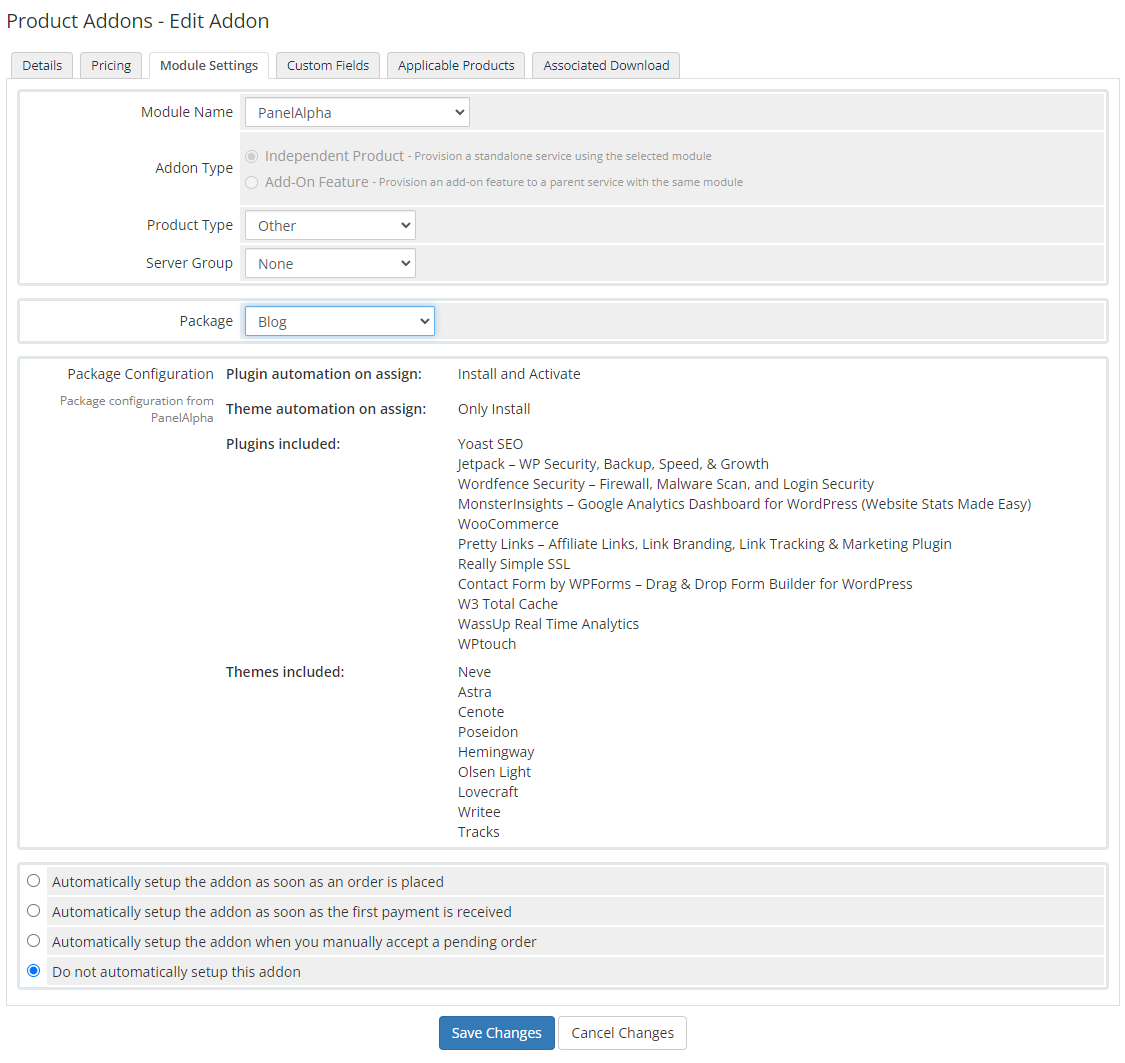 Product Addons - Edit Addon
Details Pricing Module Settings Custom Fields Applicable Products Associated Download
Module Name PanelAlpha
Addon Type
Independent Product - Provision a standalone service using the selected module
Add-On Feature - Provision an add-on feature to a parent service with the same module
Product Type Other
Server Group None
Package Blog
Package Configuration Plugin automation on assign: Install and Activate
Package configuration from
PanelAlpha
Theme automation on assign: Only Install
Plugins included: Yoast SEO
Jetpack – WP Security, Backup, Speed, & Growth
Wordfence Security – Firewall, Malware Scan, and Login Security
MonsterInsights – Google Analytics Dashboard for WordPress (Website Stats Made Easy)
WooCommerce
Pretty Links – Affiliate Links, Link Branding, Link Tracking & Marketing Plugin
Really Simple SSL
Contact Form by WPForms – Drag & Drop Form Builder for WordPress
W3 Total Cache
WassUp Real Time Analytics
WPtouch
Themes included: Neve
Astra
Cenote
Poseidon
Hemingway
Olsen Light
Lovecraft
Writee
Tracks
Automatically setup the addon as soon as an order is placed
Automatically setup the addon as soon as the first payment is received
Automatically setup the addon when you manually accept a pending order
Do not automatically setup this addon
Save Changes Cancel Changes